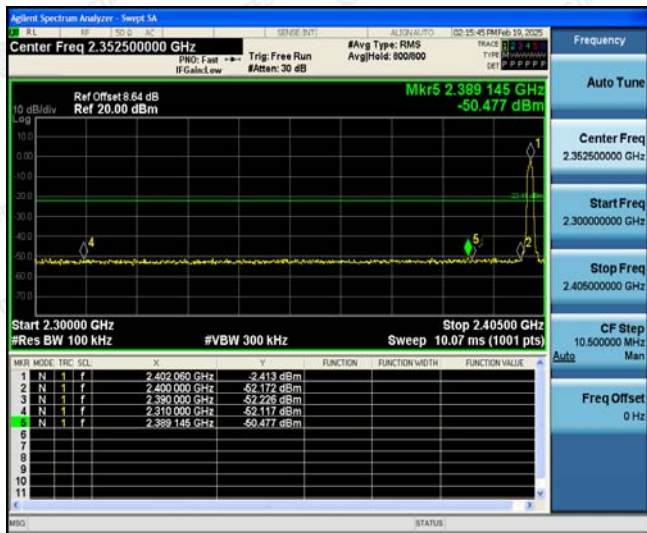 Agilent Spectrum Analyzer - Swept SA
RL RF 50 Ω AC SENSE:INT ALIGN AUTO 02:15:45 PM Feb 19, 2025
Center Freq 2.352500000 GHz
PNO: Fast
IFGain:Low
Trig: Free Run
#Atten: 30 dB
#Avg Type: RMS
Avg|Hold: 800/800
TRACE 1 2 3 4 5 6
TYPE
DET P P P P P P
Ref Offset 8.64 dB
Ref 20.00 dBm
10 dB/div
Log
Mkr5 2.389 145 GHz
-50.477 dBm
10.0
0.00
-10.0
-20.0
-30.0
-40.0
-50.0
-60.0
-70.0
1
4
5
2
Start 2.30000 GHz
Stop 2.40500 GHz
#Res BW 100 kHz
#VBW 300 kHz
Sweep 10.07 ms (1001 pts)
MKR MODE TRC SCL X Y FUNCTION FUNCTION WIDTH FUNCTION VALUE
1 N 1 f 2.402 060 GHz -2.413 dBm
2 N 1 f 2.400 000 GHz -52.172 dBm
3 N 1 f 2.390 000 GHz -52.226 dBm
4 N 1 f 2.310 000 GHz -52.117 dBm
5 N 1 f 2.389 145 GHz -50.477 dBm
6
7
8
9
10
11
MSG
STATUS
Frequency
Auto Tune
Center Freq
2.352500000 GHz
Start Freq
2.300000000 GHz
Stop Freq
2.405000000 GHz
CF Step
10.500000 MHz
Auto Man
Freq Offset
0 Hz